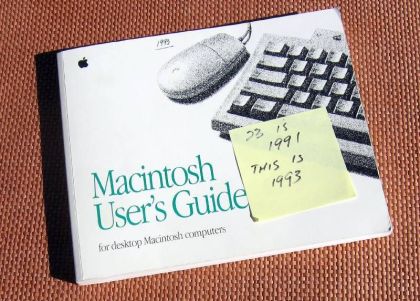 1993
Macintosh
User's Guide
for desktop Macintosh computers
23 IS
1991
THIS IS
1993